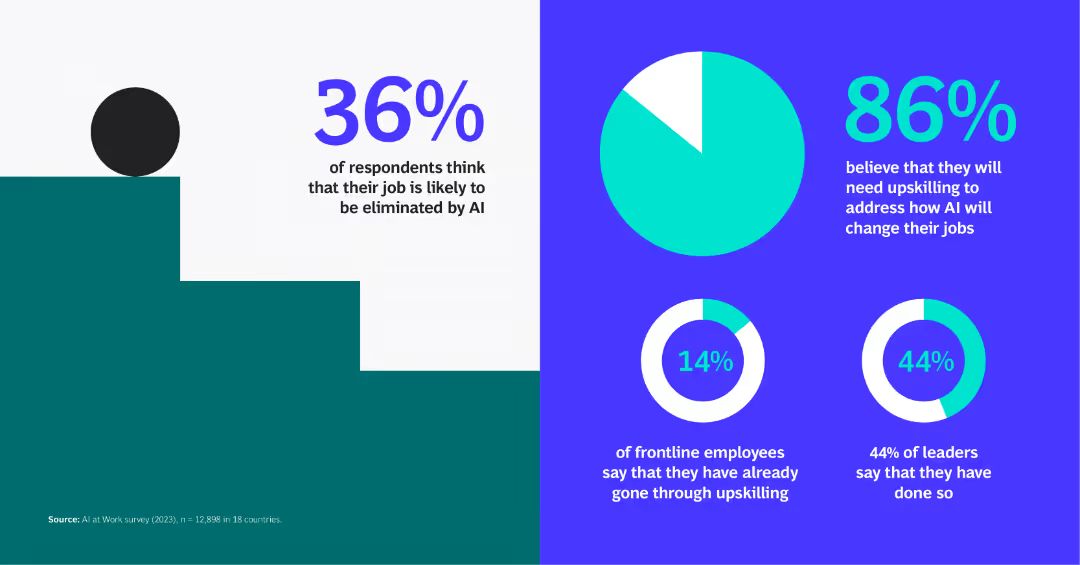 36%
of respondents think
that their job is likely to
be eliminated by AI
86%
believe that they will
need upskilling to
address how AI will
change their jobs
14%
of frontline employees
say that they have already
gone through upskilling
44%
44% of leaders
say that they have
done so
Source: AI at Work survey (2023), n = 12,898 in 18 countries.